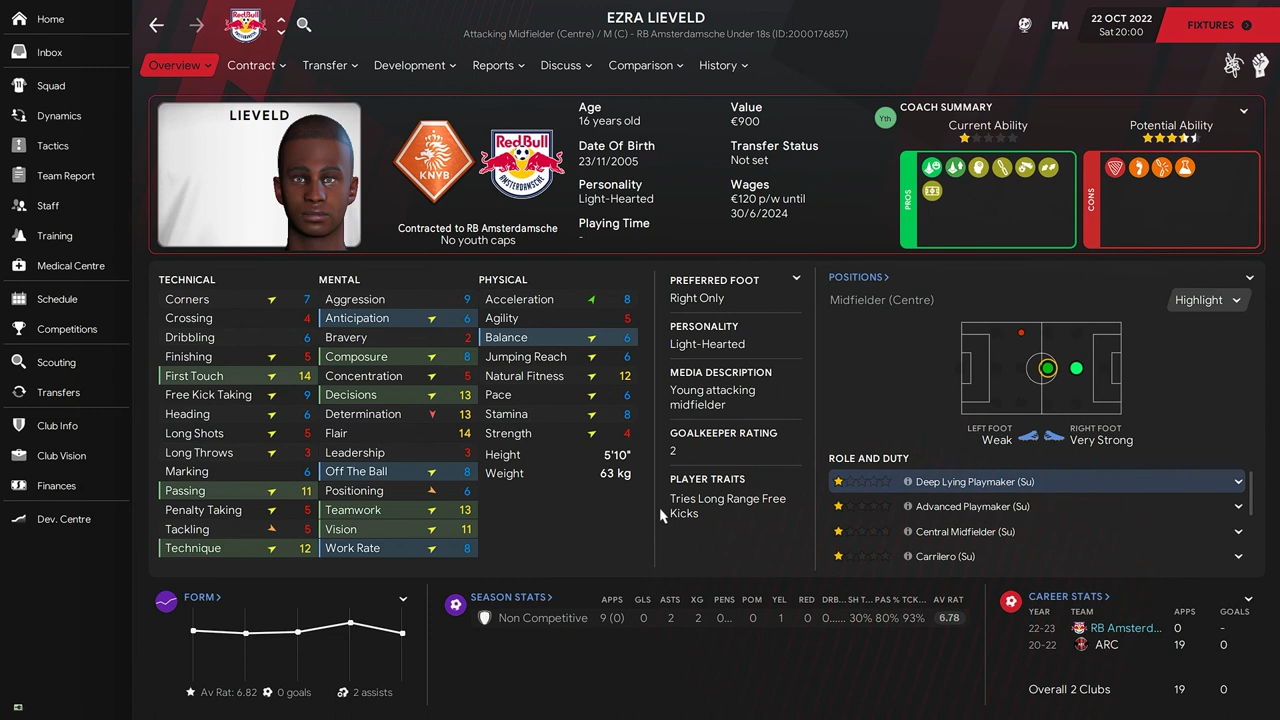 Home
Inbox
Squad
Dynamics
Tactics
Team Report
Staff
Training
Medical Centre
Schedule
Competitions
Scouting
Transfers
Club Info
Club Vision
Finances
Dev. Centre
EZRA LIEVELD
Attacking Midfielder (Centre) / M (C) - RB Amsterdamsche Under 18s (ID:2000176857)
FM
22 OCT 2022
Sat 20:00
FIXTURES
Overview Contract Transfer Development Reports Discuss Comparison History
LIEVELD
KNVB
Red Bull
AMSTERDAMSCHE
Contracted to RB Amsterdamsche
No youth caps
Age
16 years old
Date Of Birth
23/11/2005
Personality
Light-Hearted
Playing Time
-
Value
€900
Transfer Status
Not set
Wages
€120 p/w until
30/6/2024
Yth
COACH SUMMARY
Current Ability
Potential Ability
PROS
CONS
TECHNICAL
Corners 7
Crossing 4
Dribbling 6
Finishing 5
First Touch 14
Free Kick Taking 9
Heading 6
Long Shots 5
Long Throws 3
Marking 6
Passing 11
Penalty Taking 5
Tackling 5
Technique 12
MENTAL
Aggression 9
Anticipation 6
Bravery 2
Composure 8
Concentration 5
Decisions 13
Determination 13
Flair 14
Leadership 3
Off The Ball 8
Positioning 6
Teamwork 13
Vision 11
Work Rate 8
PHYSICAL
Acceleration 8
Agility 5
Balance 6
Jumping Reach 6
Natural Fitness 12
Pace 6
Stamina 8
Strength 4
Height 5'10"
Weight 63 kg
PREFERRED FOOT
Right Only
PERSONALITY
Light-Hearted
MEDIA DESCRIPTION
Young attacking
midfielder
GOALKEEPER RATING
2
PLAYER TRAITS
Tries Long Range Free
Kicks
POSITIONS >
Midfielder (Centre)
Highlight
LEFT FOOT
Weak
RIGHT FOOT
Very Strong
ROLE AND DUTY
Deep Lying Playmaker (Su)
Advanced Playmaker (Su)
Central Midfielder (Su)
Carrilero (Su)
FORM >
Av Rat: 6.82 0 goals 2 assists
SEASON STATS > APPS GLS ASTS XG PENS POM YEL RED DRB... SH T... PAS % TCK... AV RAT
Non Competitive 9 (0) 0 2 2 0... 0 1 0 0...... 30% 80% 93% 6.78
CAREER STATS >
YEAR TEAM APPS GOALS
22-23 RB Amsterd... 0 -
20-22 ARC 19 0
Overall 2 Clubs 19 0